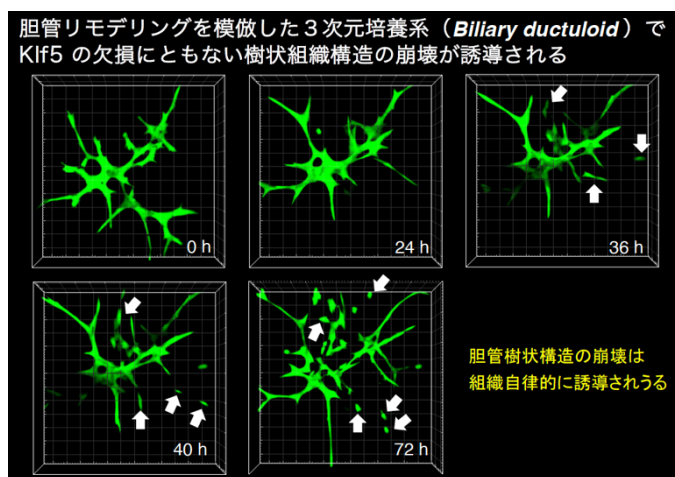 胆管リモデリングを模倣した３次元培養系（Biliary ductuloid）で
Klf5 の欠損にともない樹状組織構造の崩壊が誘導される
0 h
24 h
36 h
40 h
72 h
胆管樹状構造の崩壊は
組織自律的に誘導されうる